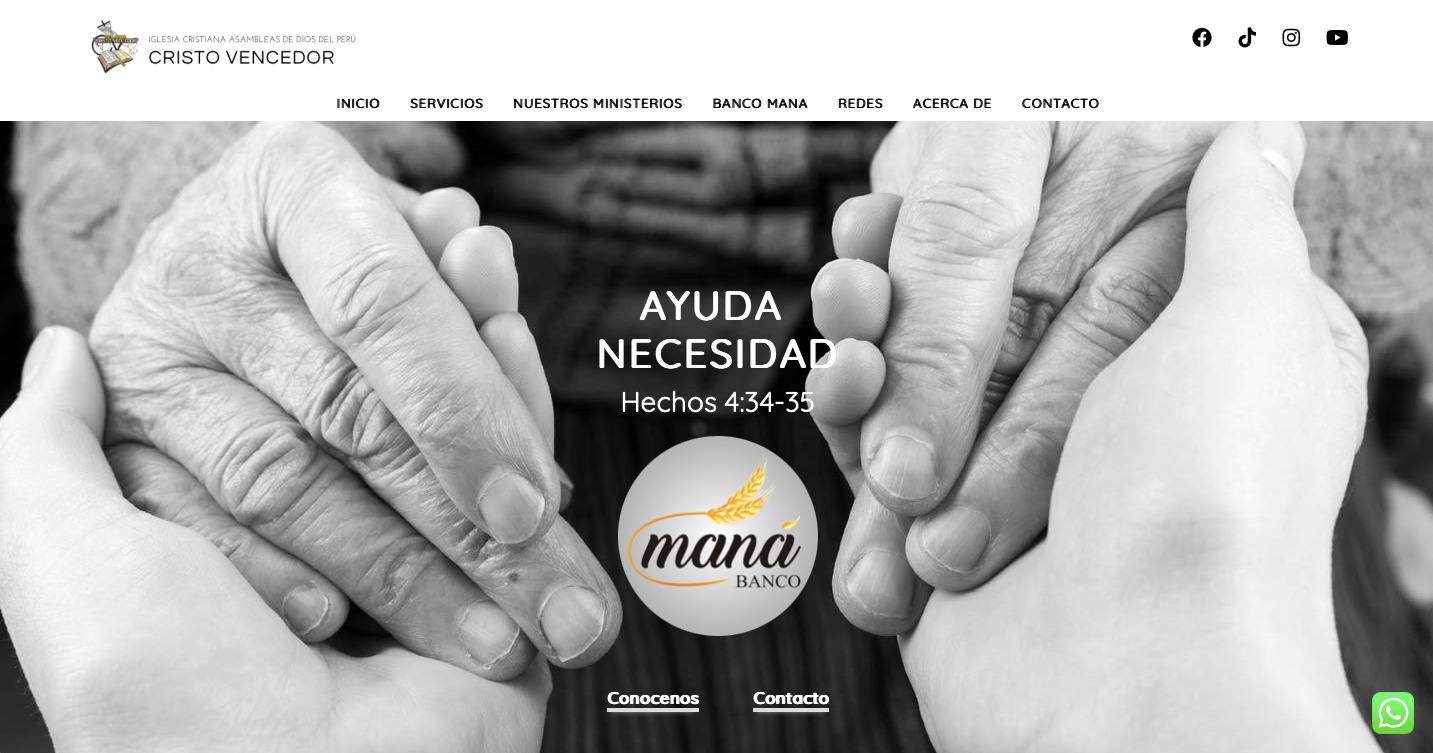 IGLESIA CRISTIANA ASAMBLEAS DE DIOS DEL PERÚ
CRISTO VENCEDOR
INICIO SERVICIOS NUESTROS MINISTERIOS BANCO MANA REDES ACERCA DE CONTACTO
AYUDA
NECESIDAD
Hechos 4:34-35
maná
BANCO
Conocenos Contacto